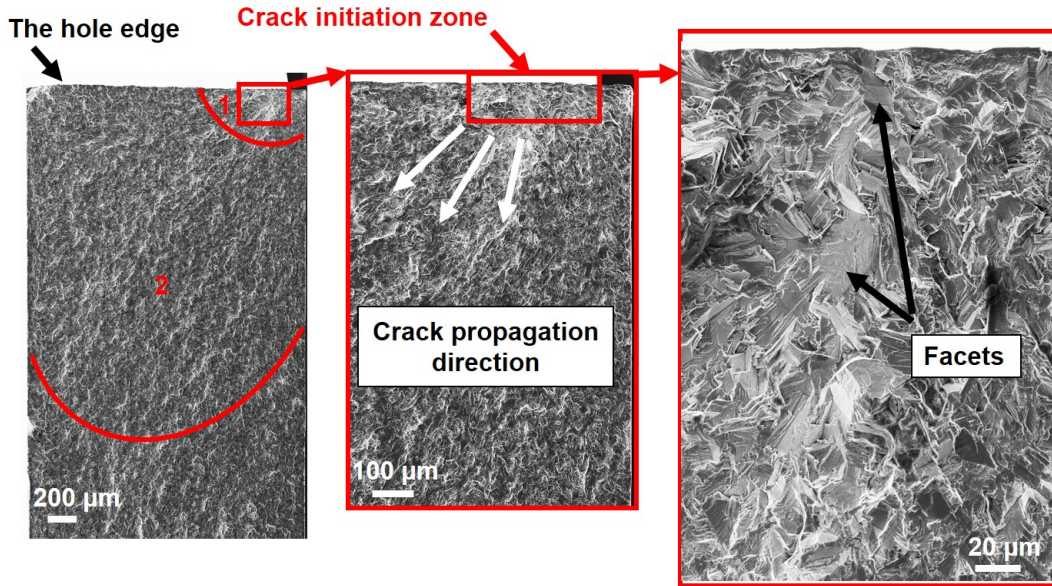 The hole edge
Crack initiation zone
1
2
200 µm
Crack propagation
direction
100 µm
Facets
20 µm